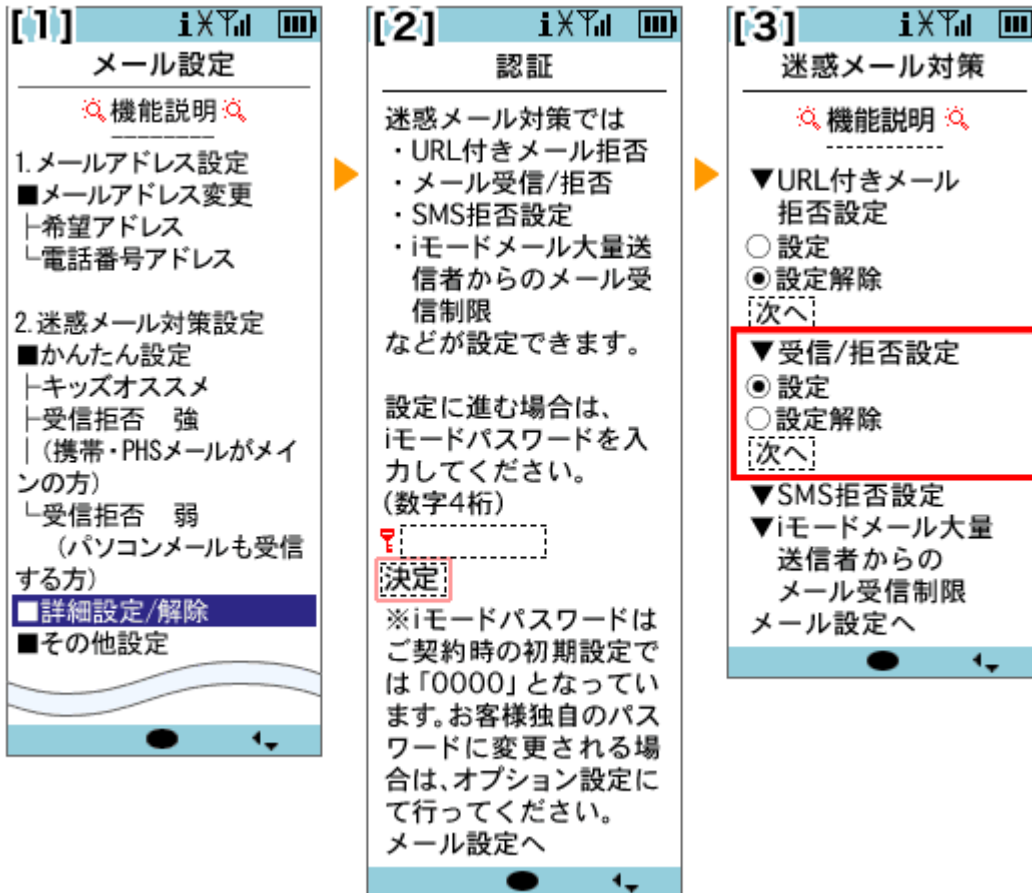 [1]
メール設定
機能説明
1.メールアドレス設定
■メールアドレス変更
├希望アドレス
└電話番号アドレス
2.迷惑メール対策設定
■かんたん設定
├キッズオススメ
├受信拒否　強
│(携帯・PHSメールがメイ
ンの方)
└受信拒否　弱
(パソコンメールも受信
する方)
■詳細設定/解除
■その他設定
[2]
認証
迷惑メール対策では
・URL付きメール拒否
・メール受信/拒否
・SMS拒否設定
・iモードメール大量送
信者からのメール受
信制限
などが設定できます。
設定に進む場合は、
iモードパスワードを入
力してください。
(数字4桁)
決定
※iモードパスワードは
ご契約時の初期設定で
は「0000」となってい
ます。お客様独自のパス
ワードに変更される場
合は、オプション設定に
て行ってください。
メール設定へ
[3]
迷惑メール対策
機能説明
▼URL付きメール
拒否設定
○設定
◉設定解除
次へ
▼受信/拒否設定
◉設定
○設定解除
次へ
▼SMS拒否設定
▼iモードメール大量
送信者からの
メール受信制限
メール設定へ